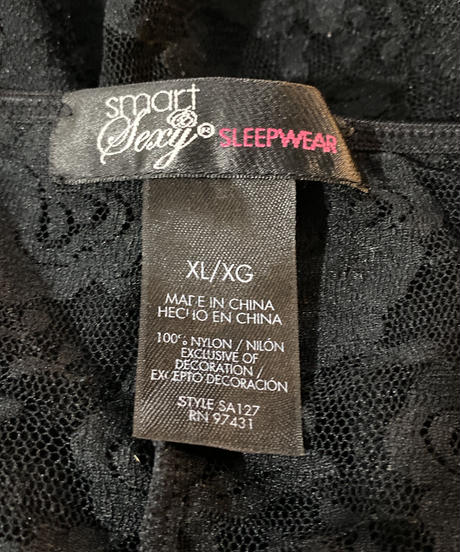 smart
Sexy® SLEEPWEAR
XL/XG
MADE IN CHINA
HECHO EN CHINA
100% NYLON / NILÓN
EXCLUSIVE OF
DECORATION /
EXCEPTO DECORACIÓN
STYLE SA127
RN 97431